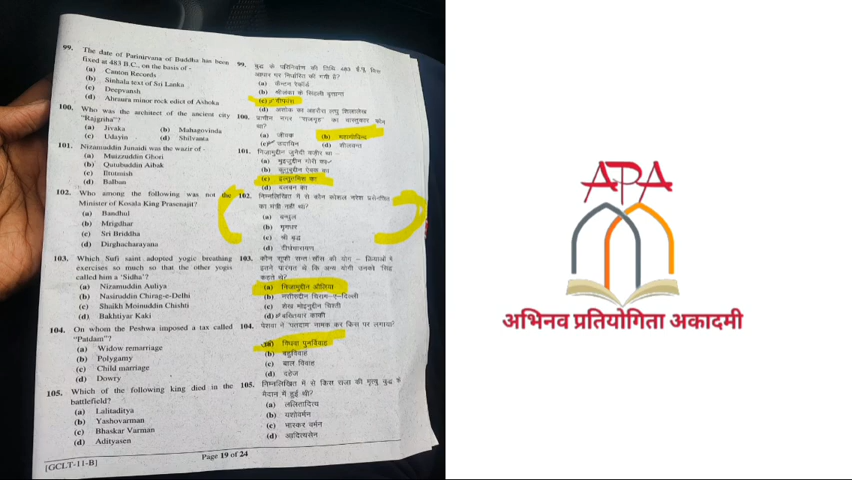 99. The date of Parinirvana of Buddha has been
fixed at 483 B.C., on the basis of -
(a) Canton Records
(b) Sinhala text of Sri Lanka
(c) Deepvansh
(d) Ahraura minor rock edict of Ashoka
100. Who was the architect of the ancient city
"Rajgriha"?
(a) Jivaka (b) Mahagovinda
(c) Udayin (d) Shilvanta
101. Nizamuddin Junaidi was the wazir of -
(a) Muizzuddin Ghori
(b) Qutubuddin Aibak
(c) Iltutmish
(d) Balban
102. Who among the following was not the
Minister of Kosala King Prasenajit?
(a) Bandhul
(b) Mrigdhar
(c) Sri Briddha
(d) Dirghacharayana
103. Which Sufi saint adopted yogic breathing
exercises so much so that the other yogis
called him a 'Sidha'?
(a) Nizamuddin Auliya
(b) Nasiruddin Chirag-e-Delhi
(c) Shaikh Moinuddin Chishti
(d) Bakhtiyar Kaki
104. On whom the Peshwa imposed a tax called
"Patdam"?
(a) Widow remarriage
(b) Polygamy
(c) Child marriage
(d) Dowry
105. Which of the following king died in the
battlefield?
(a) Lalitaditya
(b) Yashovarman
(c) Bhaskar Varman
(d) Adityasen
99. बुद्ध के परिनिर्वाण की तिथि 483 ई.पू. किस
आधार पर निर्धारित की गयी है?
(a) कैन्टन रेकॉर्ड
(b) श्रीलंका के सिंहली वृत्तान्त
(c) दीपवंश
(d) अशोक का अहरौरा लघु शिलालेख
100. प्राचीन नगर "राजगृह" का वास्तुकार कौन
था?
(a) जीवक (b) महागोविन्द
(c) उदायिन (d) शीलवन्त
101. निजामुद्दीन जुनैदी वजीर था -
(a) मुइजुद्दीन गोरी का
(b) कुतुबुद्दीन ऐबक का
(c) इल्तुतमिश का
(d) बलबन का
102. निम्नलिखित में से कौन कोशल नरेश प्रसेनजित
का मंत्री नहीं था?
(a) बन्धुल
(b) मृगधर
(c) श्री बृद्ध
(d) दीर्घचारायण
103. कौन सूफी सन्त साँस की योग - क्रियाओं में
इतने पारंगत थे कि अन्य योगी उनको सिद्ध
कहते थे?
(a) निजामुद्दीन औलिया
(b) नसीरुद्दीन चिराग-ए-दिल्ली
(c) शेख मोइनुद्दीन चिश्ती
(d) बख्तियार काकी
104. पेशवा ने 'पतदाम' नामक कर किस पर लगाया?
(a) विधवा पुनर्विवाह
(b) बहुविवाह
(c) बाल विवाह
(d) दहेज
105. निम्नलिखित में से किस राजा की मृत्यु युद्ध के
मैदान में हुई थी?
(a) ललितादित्य
(b) यशोवर्मन
(c) भास्कर वर्मन
(d) आदित्यसेन
Page 19 of 24
[GCLT-11-B]
APA
अभिनव प्रतियोगिता अकादमी